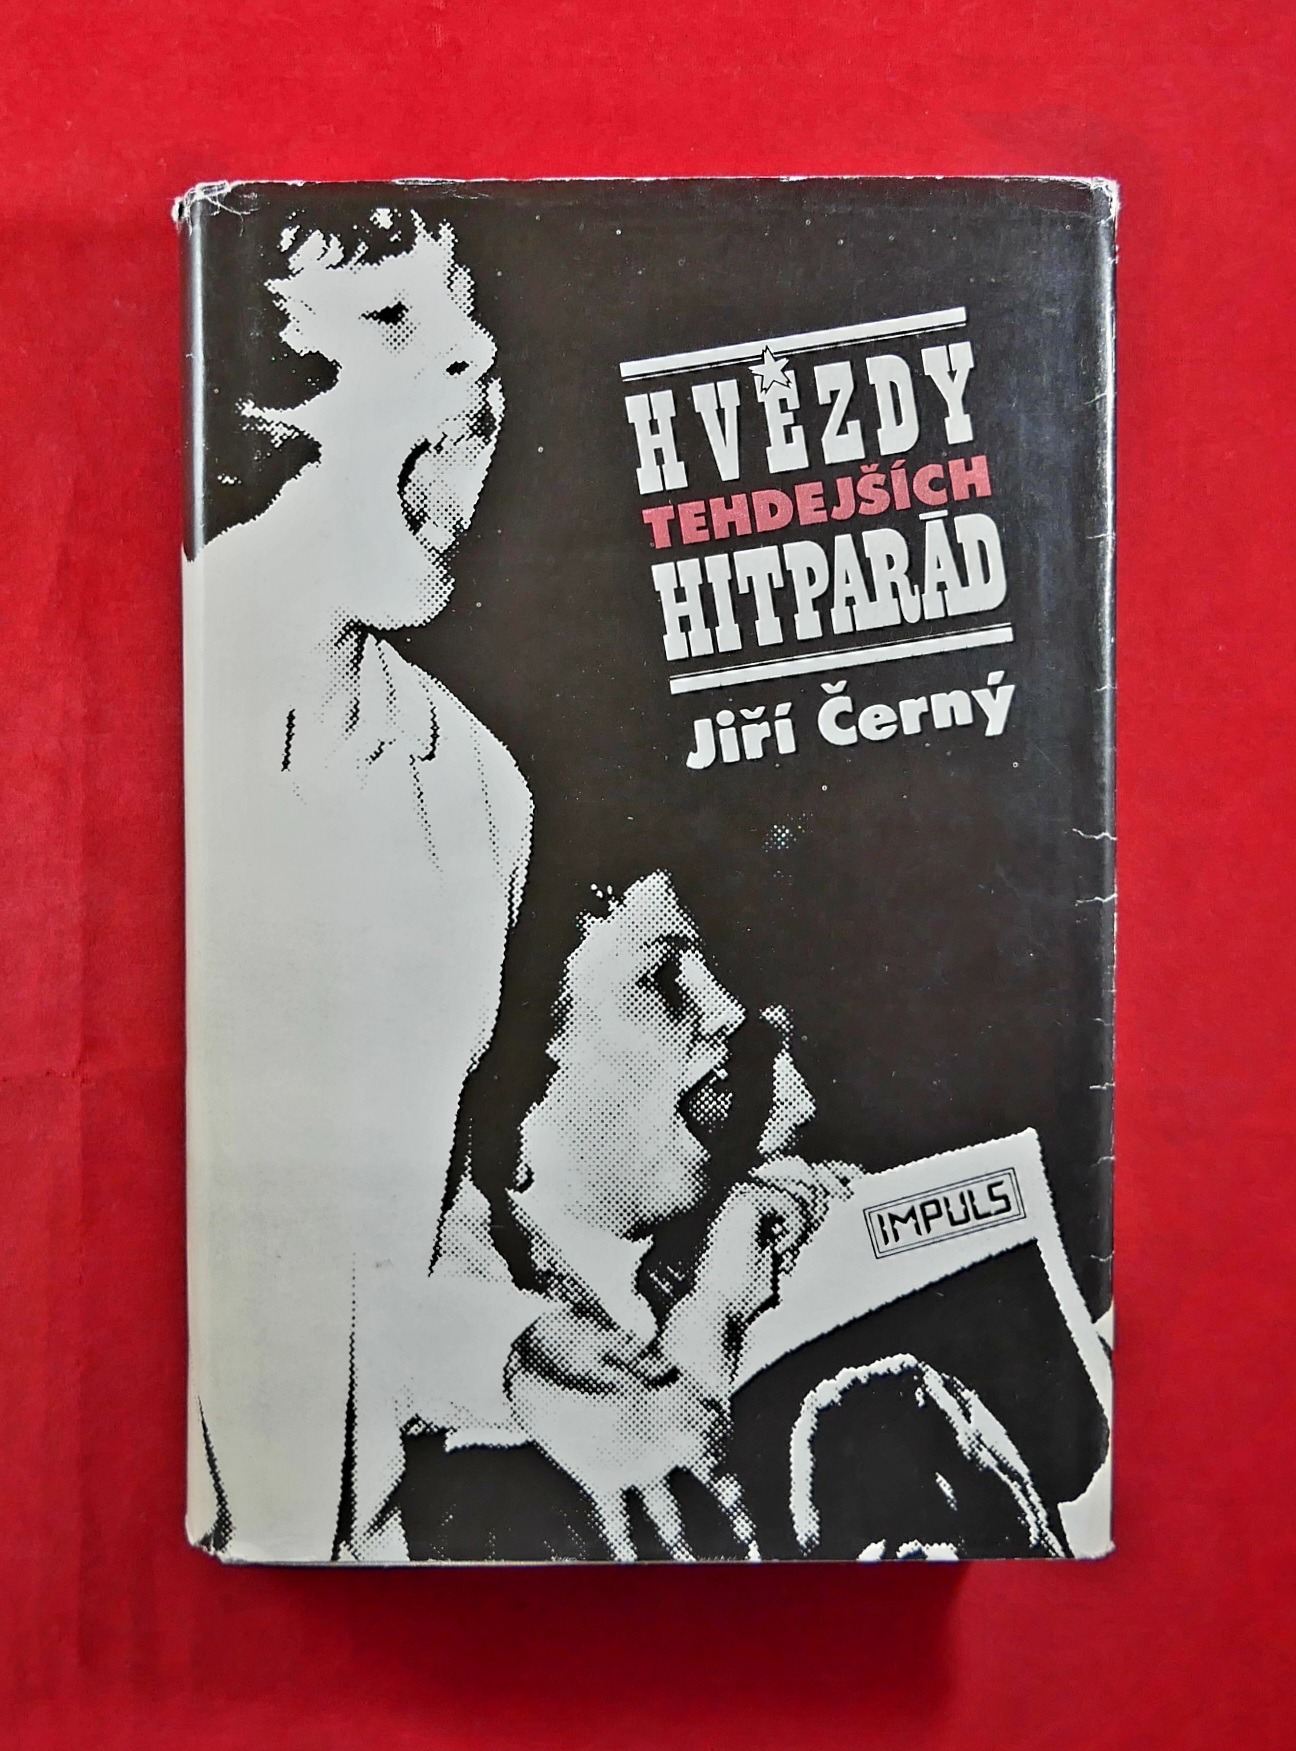 HVĚZDY
TEHDEJŠÍCH
HITPARÁD
Jiří Černý
IMPULS